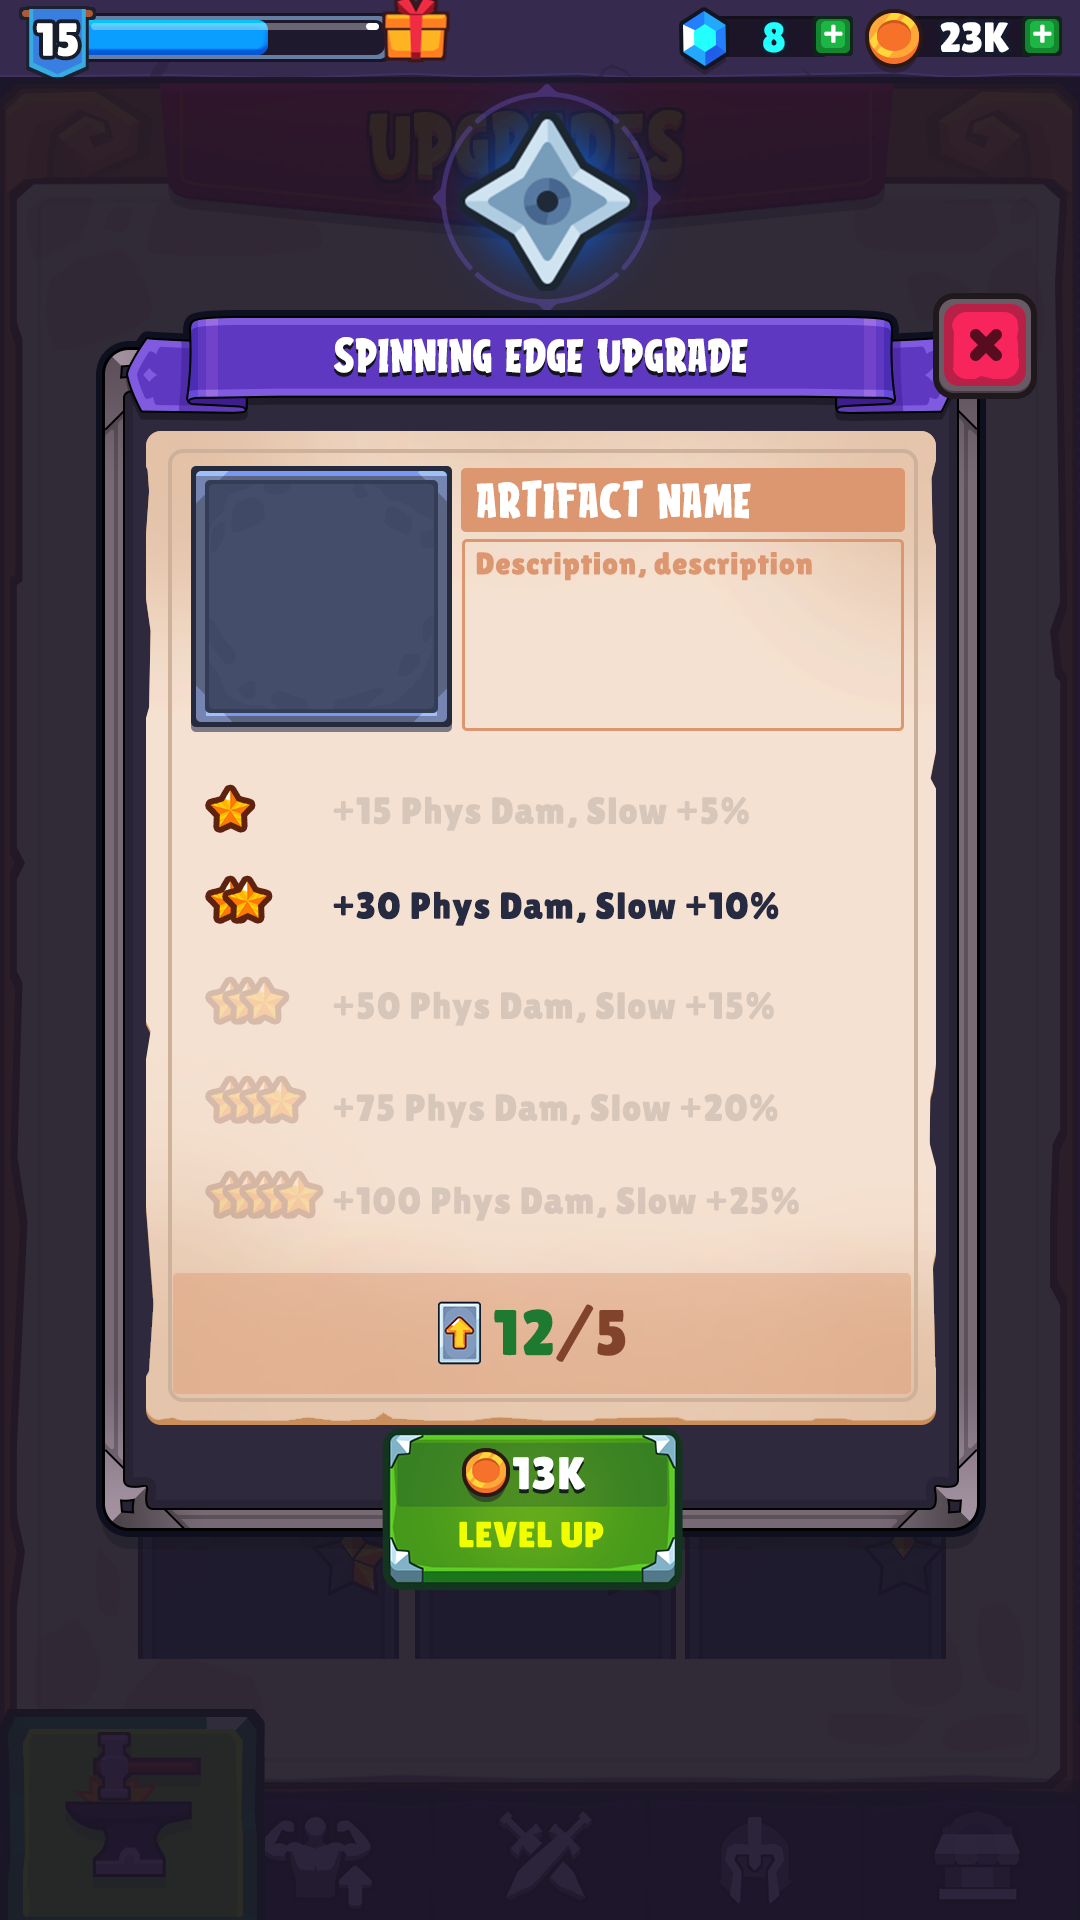 15
8
23K
UPGRADES
SPINNING EDGE UPGRADE
ARTIFACT NAME
Description, description
+15 Phys Dam, Slow +5%
+30 Phys Dam, Slow +10%
+50 Phys Dam, Slow +15%
+75 Phys Dam, Slow +20%
+100 Phys Dam, Slow +25%
12/5
13K
LEVEL UP